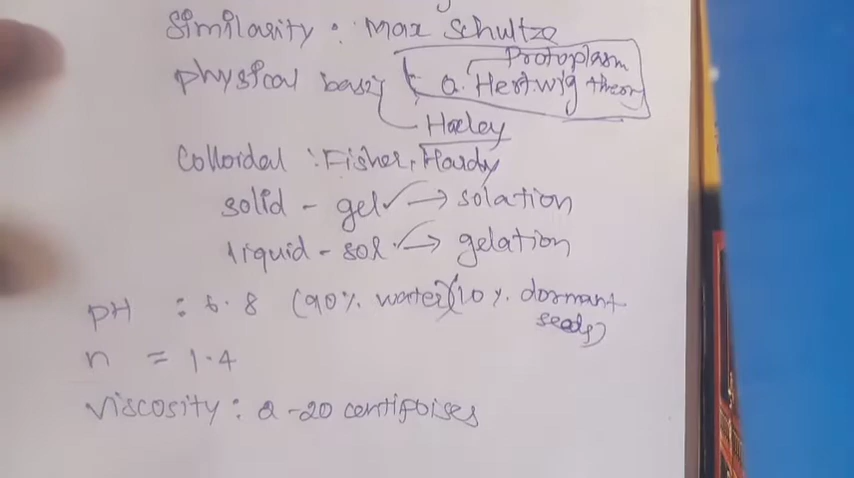 Similarity : Max Schultze
Protoplasm
physical basis O. Hertwig theory
Huxley
Colloidal : Fisher, Hardy
solid - gel → solation
liquid - sol → gelation
pH : 6.8 (90% water) (10% dormant
seeds)
n = 1.4
Viscosity : 2 -20 centipoises